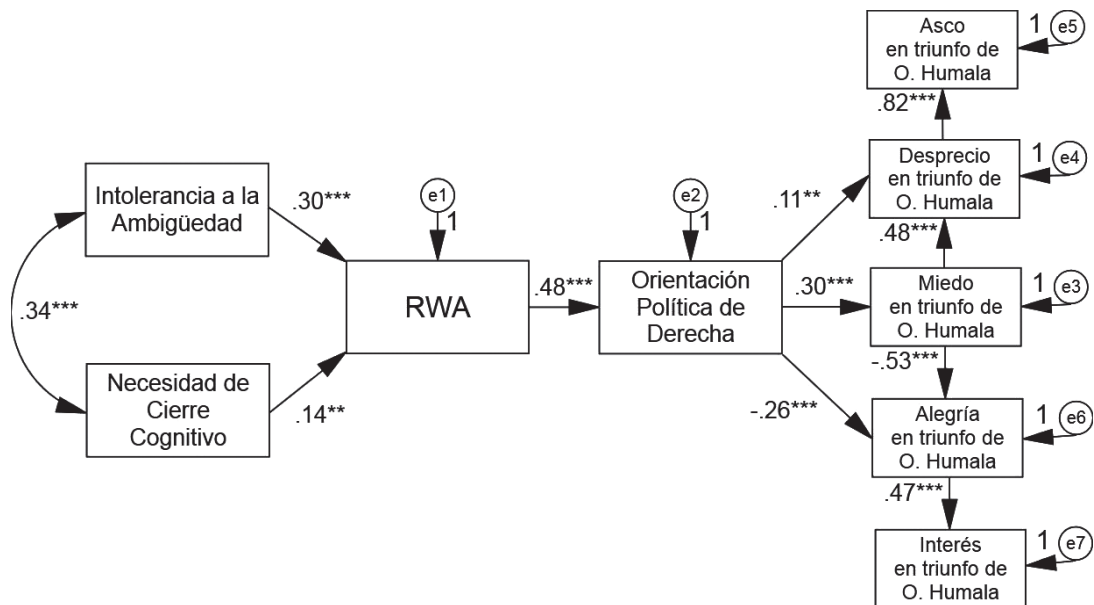 Asco
en triunfo de
O. Humala
1
e5
.82***
Intolerancia a la
Ambigüedad
.30***
e1
1
e2
1
.11**
Desprecio
en triunfo de
O. Humala
1
e4
.48***
.34***
RWA
.48***
Orientación
Política de
Derecha
.30***
Miedo
en triunfo de
O. Humala
1
e3
-.53***
Necesidad de
Cierre
Cognitivo
.14**
-.26***
Alegría
en triunfo de
O. Humala
1
e6
.47***
Interés
en triunfo de
O. Humala
1
e7